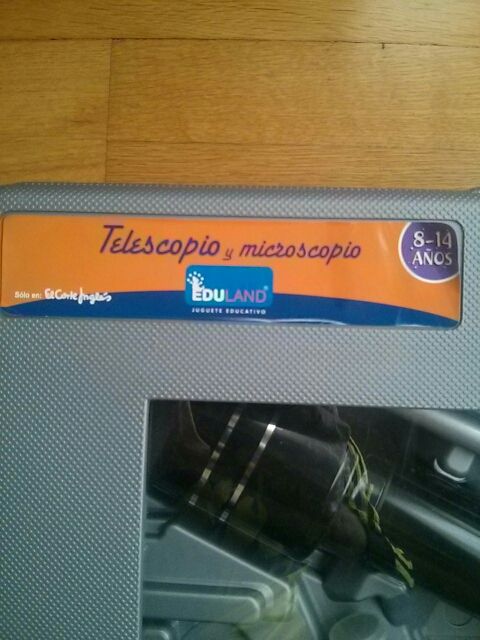 Telescopio y microscopio
8-14
AÑOS
Sólo en: El Corte Inglés
EDULAND®
JUGUETE EDUCATIVO